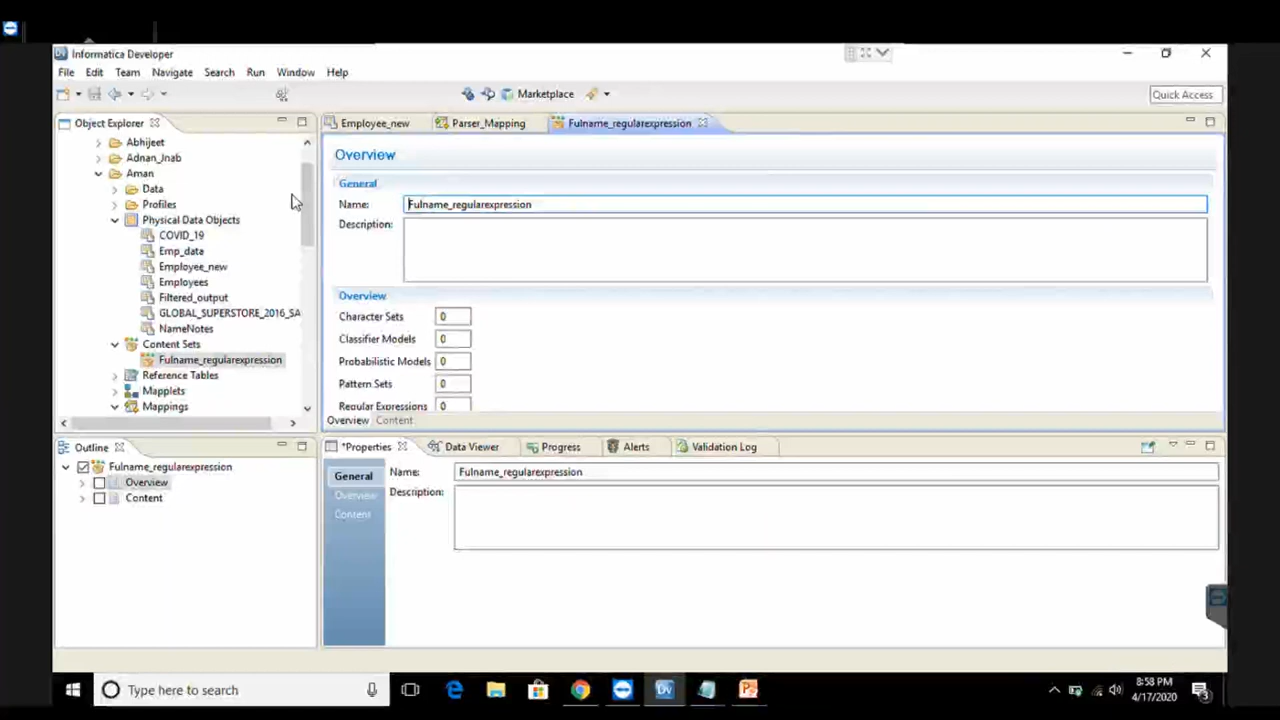 Informatica Developer
File Edit Team Navigate Search Run Window Help
Marketplace
Quick Access
Object Explorer
Abhijeet
Adnan_Jnab
Aman
Data
Profiles
Physical Data Objects
COVID_19
Emp_data
Employee_new
Employees
Filtered_output
GLOBAL_SUPERSTORE_2016_SA
NameNotes
Content Sets
Fulname_regularexpression
Reference Tables
Mapplets
Mappings
Employee_new Parser_Mapping Fulname_regularexpression
Overview
General
Name: Fulname_regularexpression
Description:
Overview
Character Sets 0
Classifier Models 0
Probabilistic Models 0
Pattern Sets 0
Regular Expressions 0
Overview Content
Outline
Fulname_regularexpression
Overview
Content
*Properties Data Viewer Progress Alerts Validation Log
General
Overview
Content
Name: Fulname_regularexpression
Description:
Type here to search
8:58 PM
4/17/2020
3